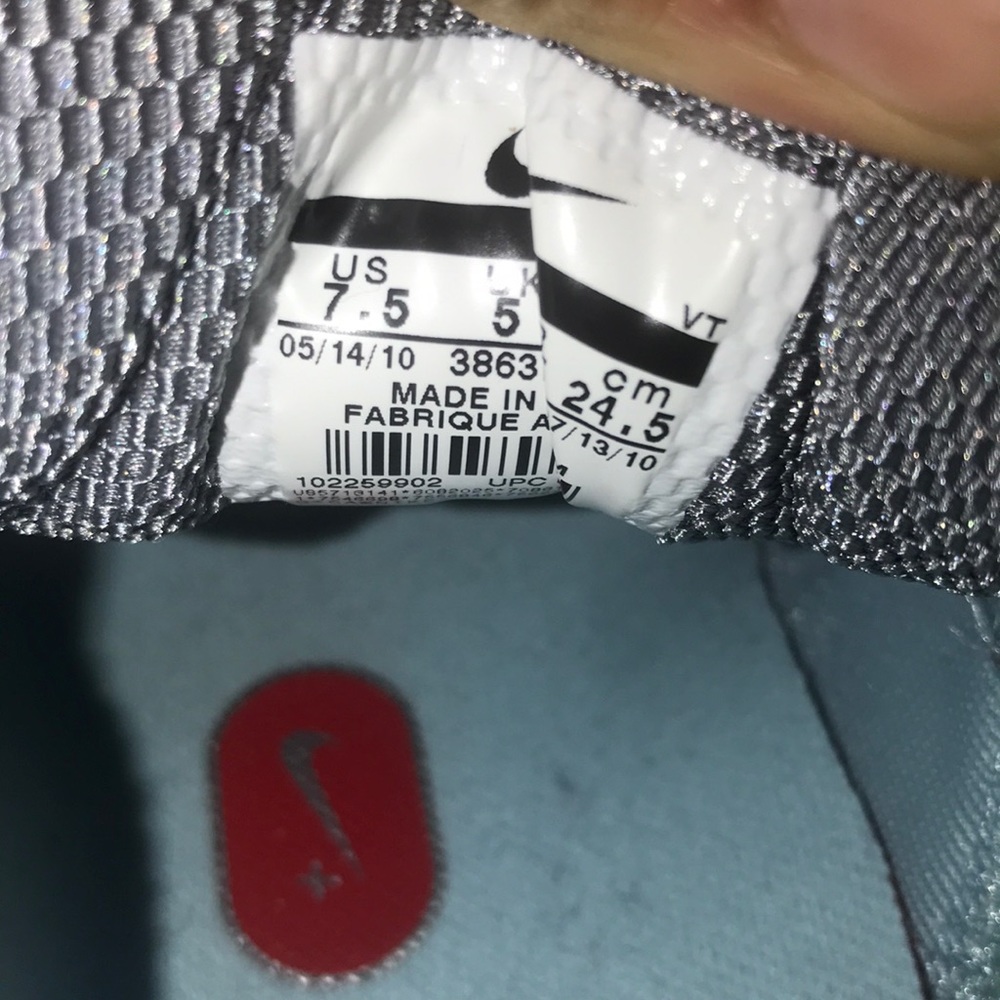 US 5 VT
7.5 5 cm
05/14/10 3863 24.5
MADE IN 7/13/10
FABRIQUE A
102259902 UPC